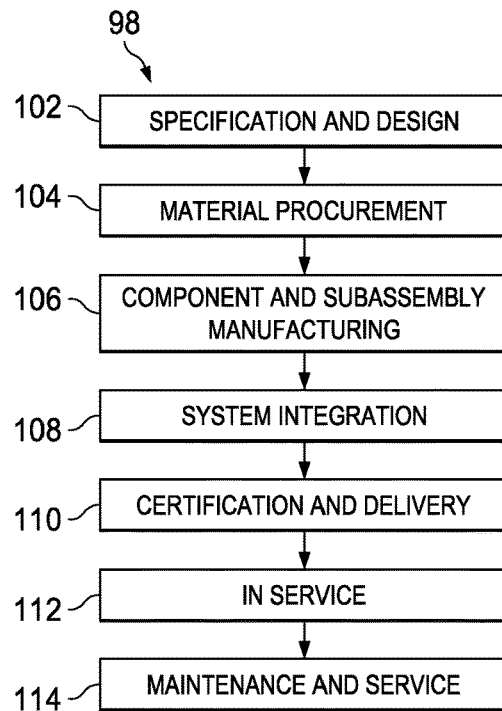 98
102
SPECIFICATION AND DESIGN
104
MATERIAL PROCUREMENT
106
COMPONENT AND SUBASSEMBLY
MANUFACTURING
108
SYSTEM INTEGRATION
110
CERTIFICATION AND DELIVERY
112
IN SERVICE
114
MAINTENANCE AND SERVICE